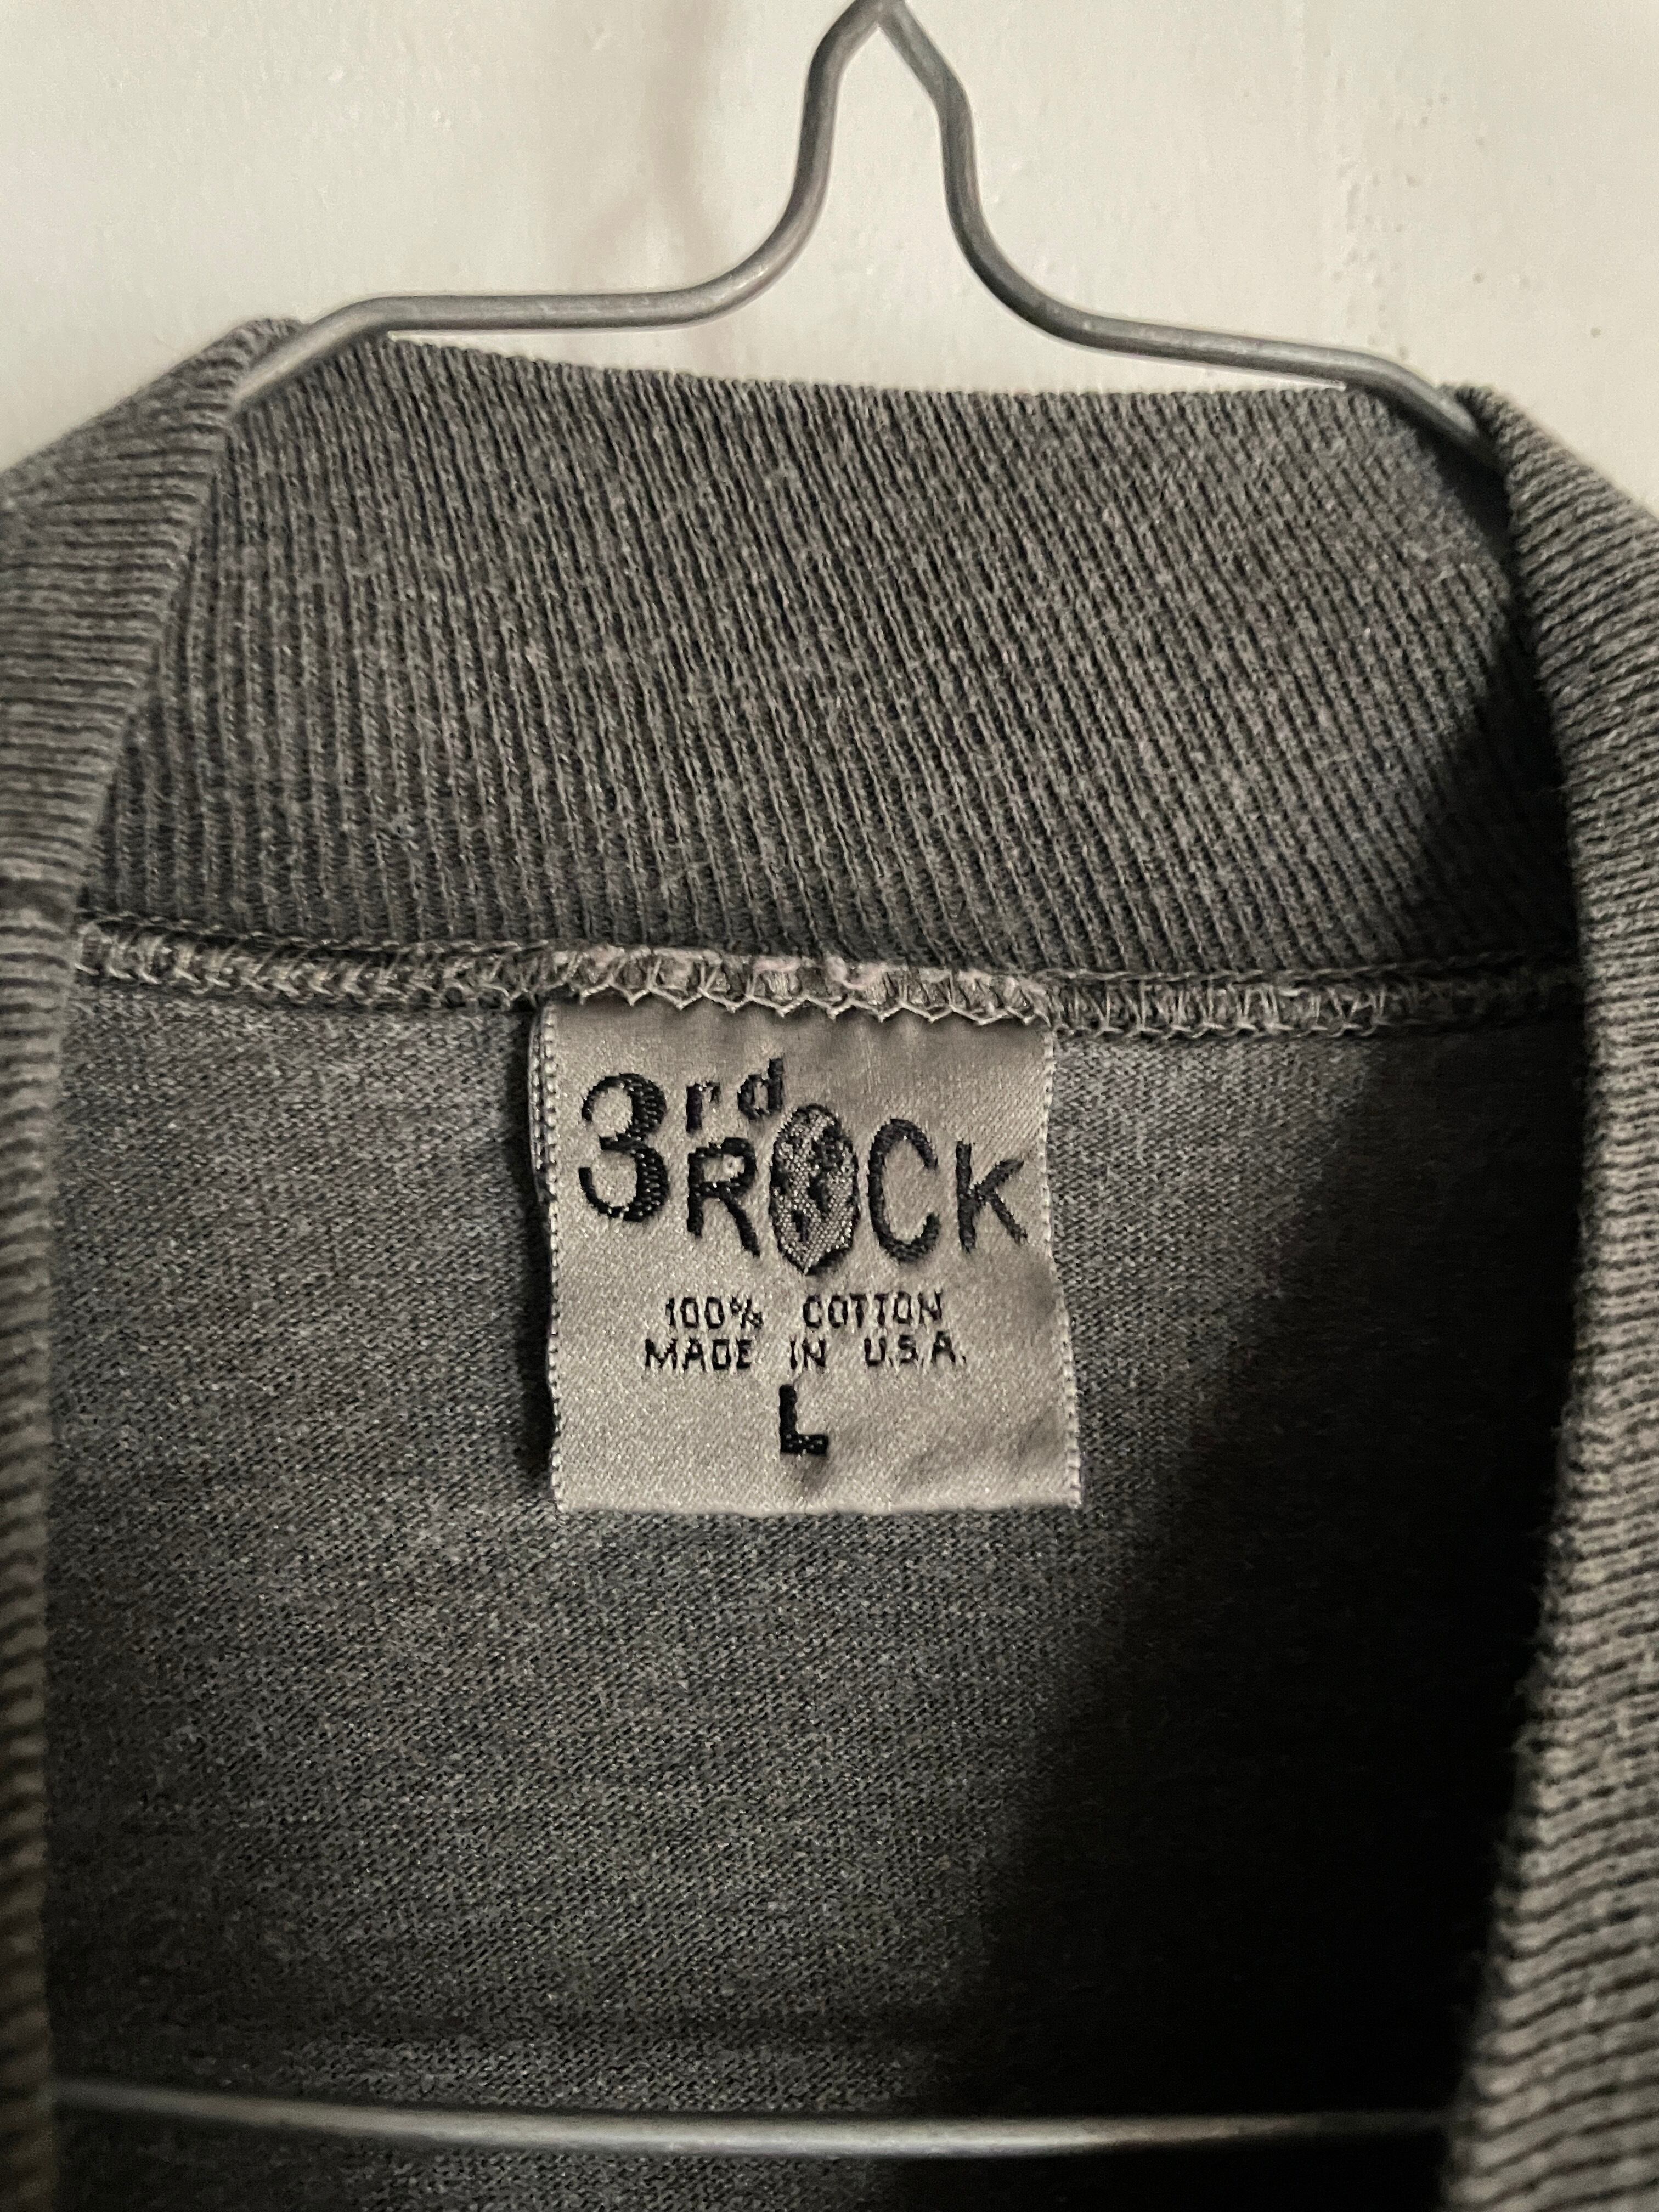 3rd ROCK
100% COTTON
MADE IN U.S.A.
L